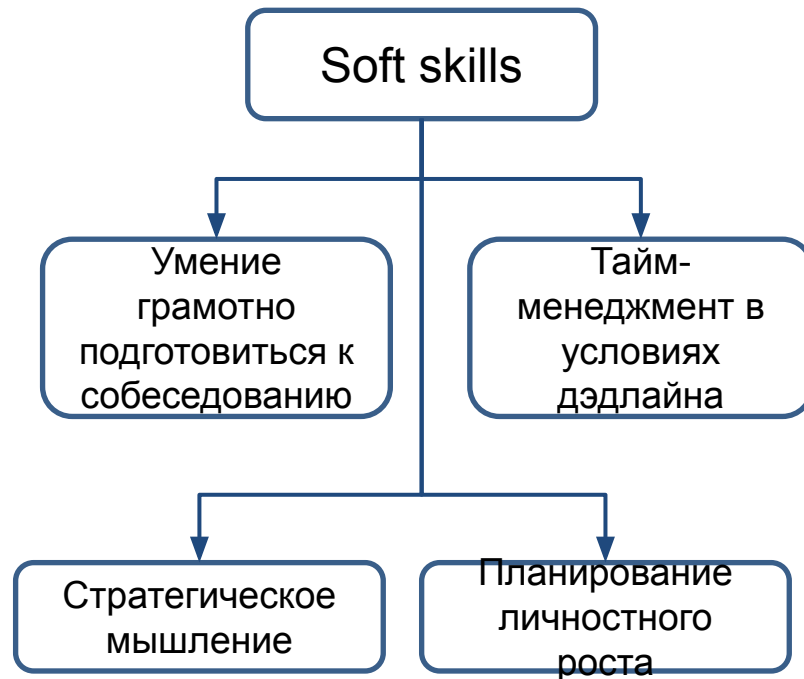 Soft skills
Умение
грамотно
подготовиться к
собеседованию
Тайм-
менеджмент в
условиях
дэдлайна
Стратегическое
мышление
Планирование
личностного
роста